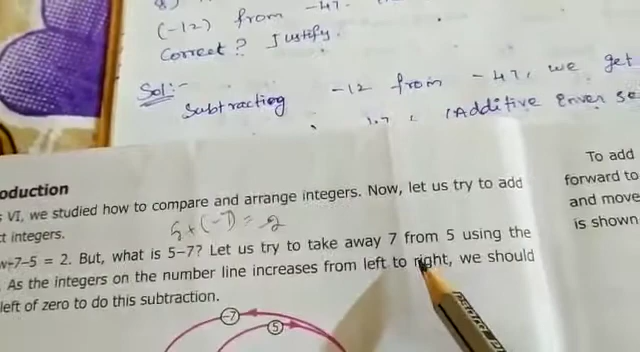 (-12) from -47.
Correct? Justify.
Sol:-
Subtracting -12 from -47, we get
(Additive Enver se
oduction
VI, we studied how to compare and arrange integers. Now, let us try to add
ct integers.
5+(-7)=-2
w 7-5 = 2. But, what is 5-7? Let us try to take away 7 from 5 using the
. As the integers on the number line increases from left to right, we should
left of zero to do this subtraction.
-7
5
To add
forward to
and move
is shown